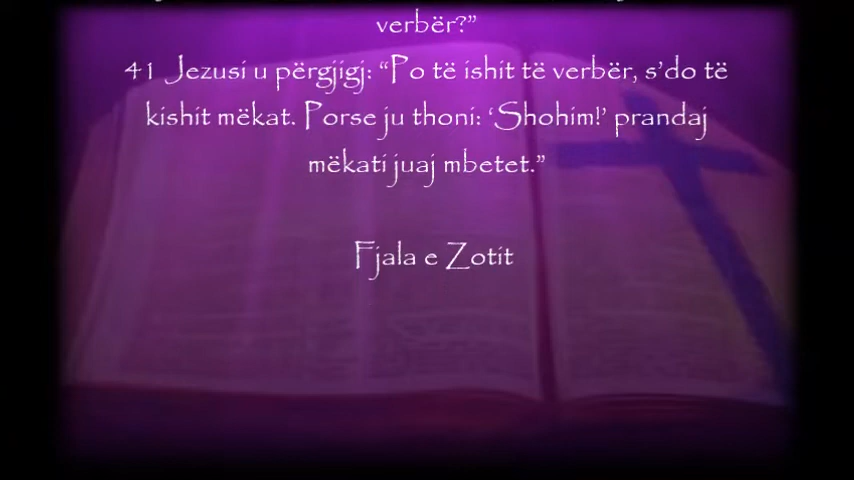 verbër?”
41 Jezusi u përgjigj: “Po të ishit të verbër, s’do të
kishit mëkat. Porse ju thoni: ‘Shohim!’ prandaj
mëkati juaj mbetet.”
Fjala e Zotit